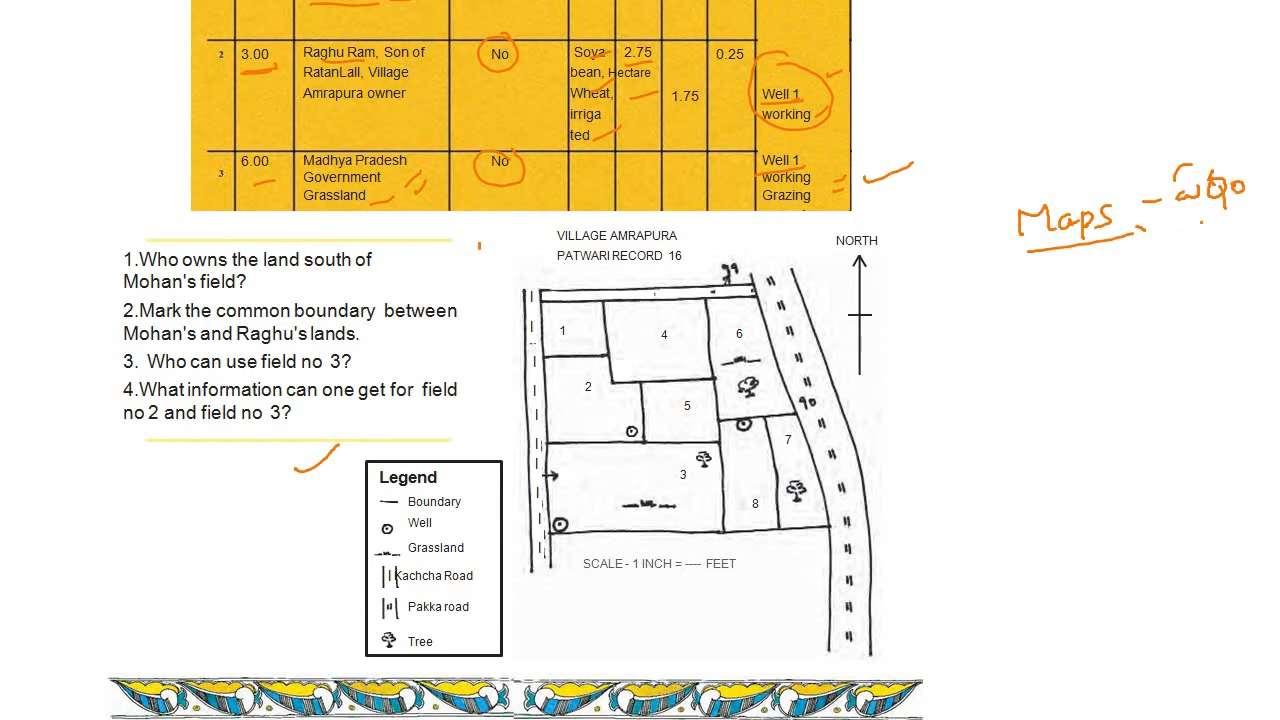 2 3.00 Raghu Ram, Son of No Soya 2.75 0.25
RatanLall, Village bean, Hectare
Amrapura owner Wheat, 1.75 Well 1
irriga working
ted
3 6.00 Madhya Pradesh No Well 1
Government working
Grassland Grazing
Maps -
1.Who owns the land south of
Mohan's field?
2.Mark the common boundary between
Mohan's and Raghu's lands.
3. Who can use field no 3?
4.What information can one get for field
no 2 and field no 3?
VILLAGE AMRAPURA
PATWARI RECORD 16
NORTH
११
1
4
6
2
5
१०
7
3
8
SCALE - 1 INCH = ---- FEET
Legend
Boundary
Well
Grassland
Kachcha Road
Pakka road
Tree